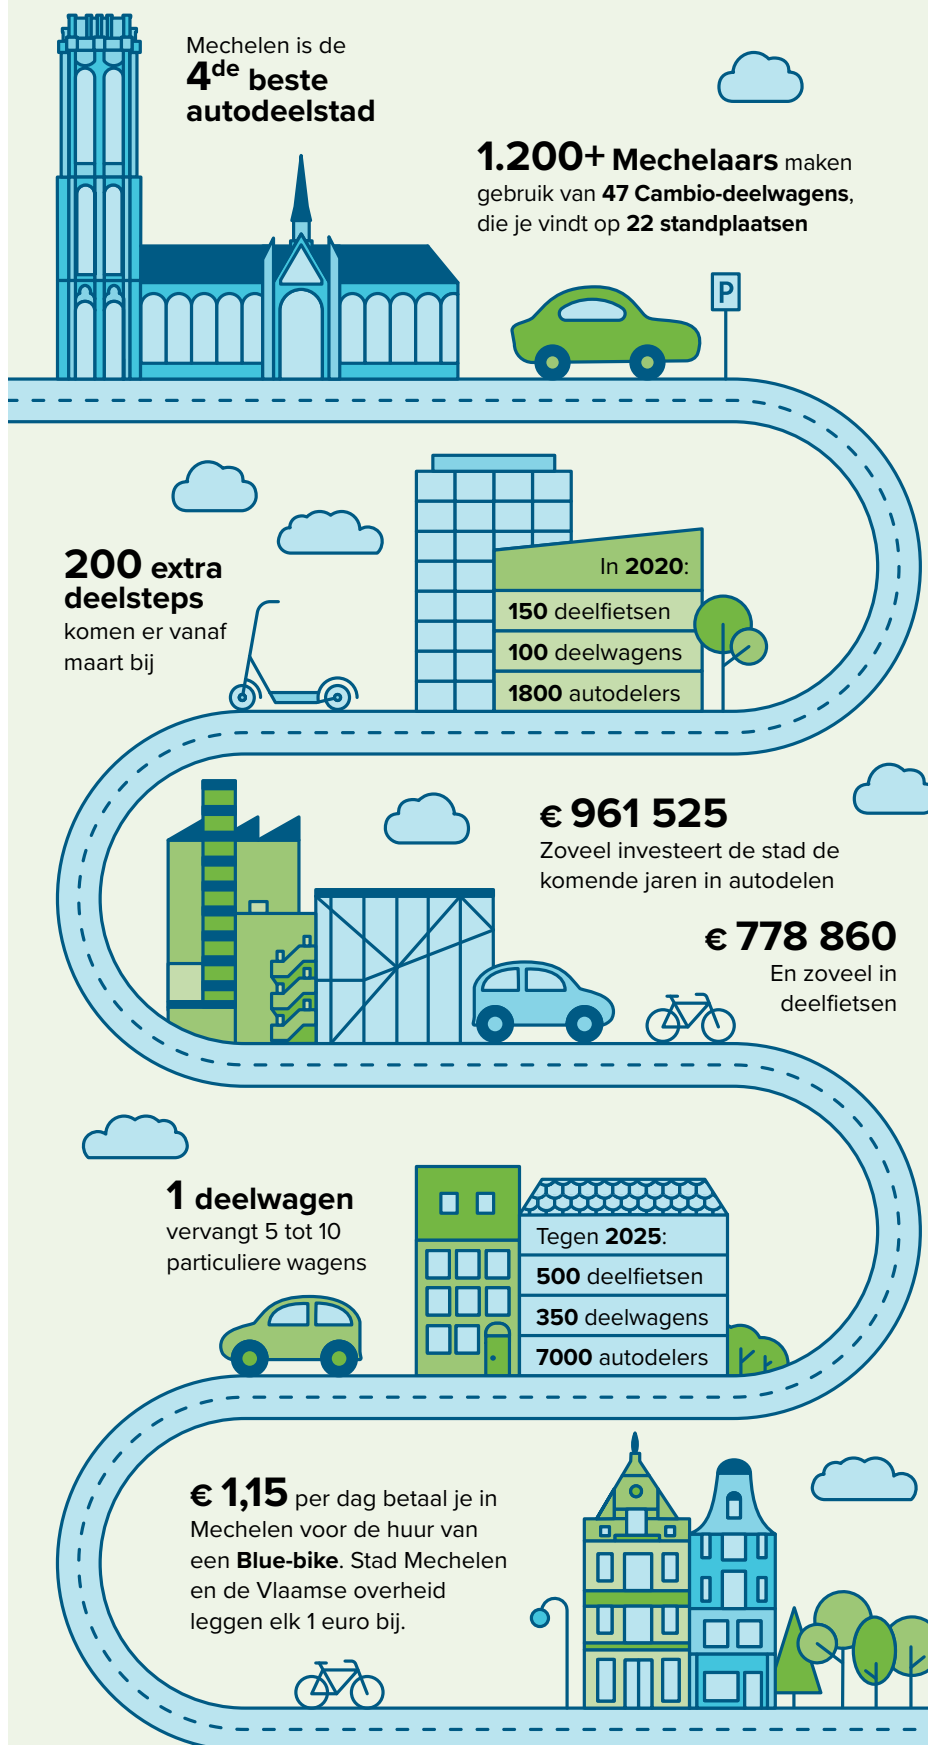 Mechelen is de
4de beste
autodeelstad
1.200+ Mechelaars maken
gebruik van 47 Cambio-deelwagens,
die je vindt op 22 standplaatsen
P
200 extra
deelsteps
komen er vanaf
maart bij
In 2020:
150 deelfietsen
100 deelwagens
1800 autodelers
€ 961 525
Zoveel investeert de stad de
komende jaren in autodelen
€ 778 860
En zoveel in
deelfietsen
1 deelwagen
vervangt 5 tot 10
particuliere wagens
Tegen 2025:
500 deelfietsen
350 deelwagens
7000 autodelers
€ 1,15 per dag betaal je in
Mechelen voor de huur van
een Blue-bike. Stad Mechelen
en de Vlaamse overheid
leggen elk 1 euro bij.